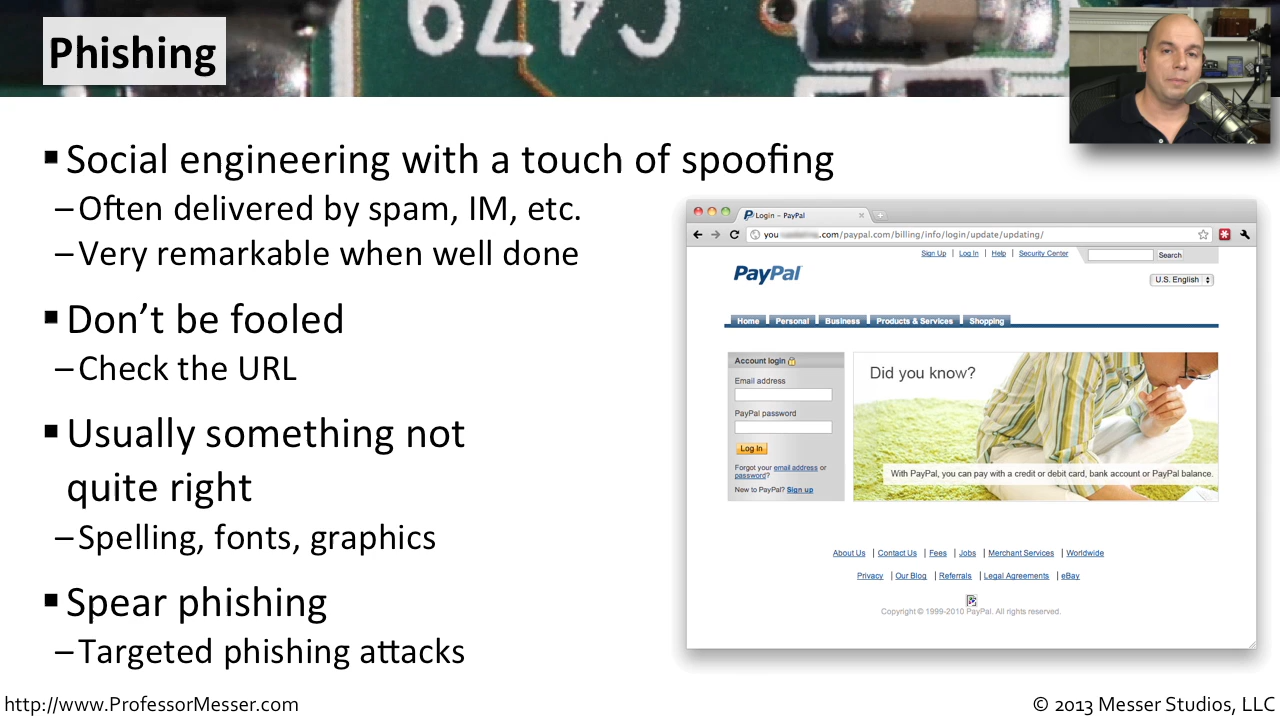 Phishing
C479
Social engineering with a touch of spoofing
–Often delivered by spam, IM, etc.
–Very remarkable when well done
Don't be fooled
–Check the URL
Usually something not
quite right
–Spelling, fonts, graphics
Spear phishing
–Targeted phishing attacks
Login – PayPal
you .com/paypal.com/billing/info/login/update/updating/
Sign Up | Log In | Help | Security Center
Search
PayPal
U.S. English
Home Personal Business Products & Services Shopping
Account login
Email address
PayPal password
Log In
Forgot your email address or
password?
New to PayPal? Sign up
Did you know?
With PayPal, you can pay with a credit or debit card, bank account or PayPal balance.
About Us | Contact Us | Fees | Jobs | Merchant Services | Worldwide
Privacy | Our Blog | Referrals | Legal Agreements | eBay
Copyright © 1999-2010 PayPal. All rights reserved.
http://www.ProfessorMesser.com
© 2013 Messer Studios, LLC